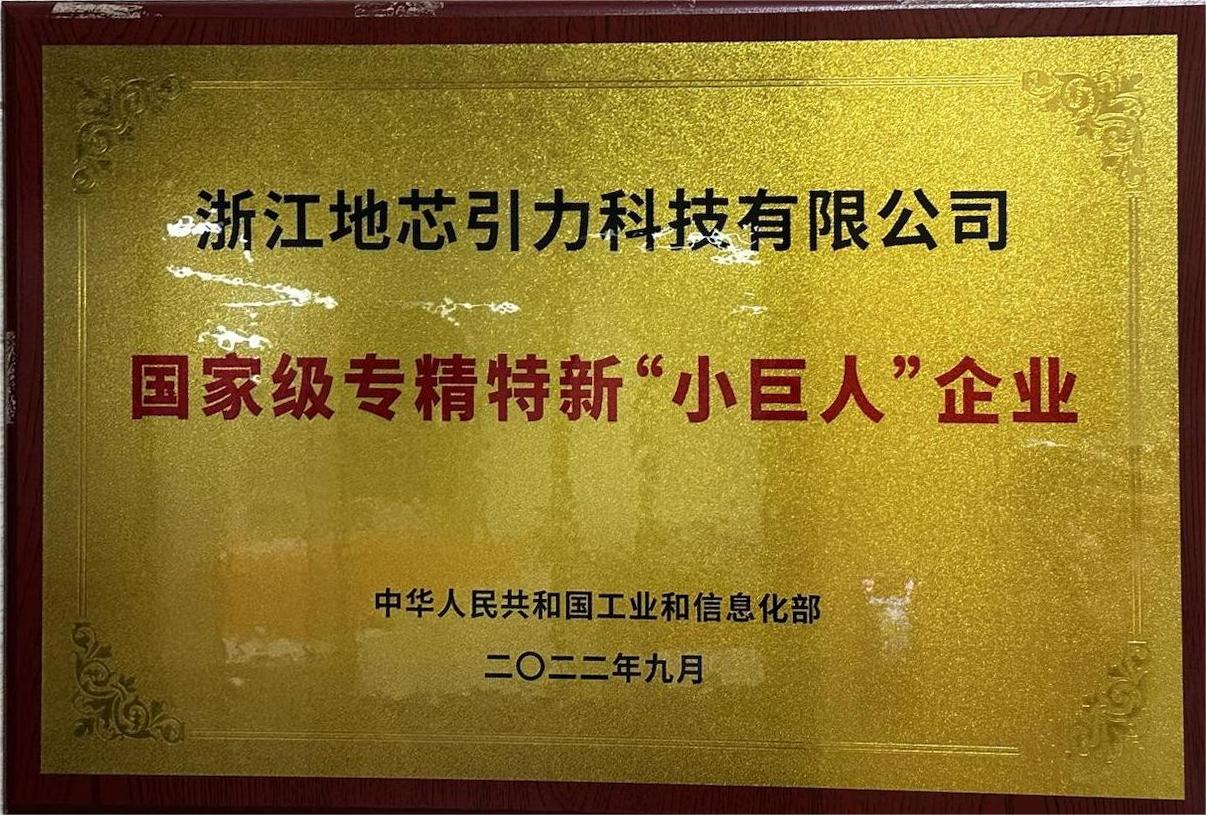 浙江地芯引力科技有限公司
国家级专精特新“小巨人”企业
中华人民共和国工业和信息化部
二〇二二年九月